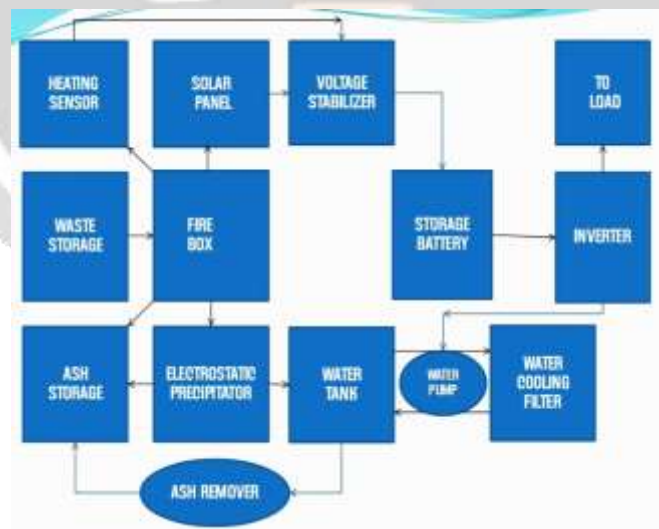 HEATING
SENSOR
SOLAR
PANEL
VOLTAGE
STABILIZER
TO
LOAD
WASTE
STORAGE
FIRE
BOX
STORAGE
BATTERY
INVERTER
ASH
STORAGE
ELECTROSTATIC
PRECIPITATOR
WATER
TANK
WATER
PUMP
WATER
COOLING
FILTER
ASH REMOVER